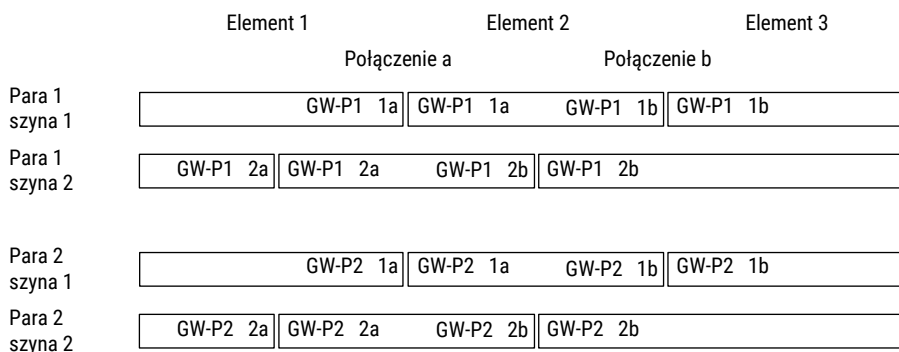 Element 1 Element 2 Element 3
Połączenie a Połączenie b
Para 1
szyna 1
GW-P1 1a GW-P1 1a GW-P1 1b GW-P1 1b
Para 1
szyna 2
GW-P1 2a GW-P1 2a GW-P1 2b GW-P1 2b
Para 2
szyna 1
GW-P2 1a GW-P2 1a GW-P2 1b GW-P2 1b
Para 2
szyna 2
GW-P2 2a GW-P2 2a GW-P2 2b GW-P2 2b